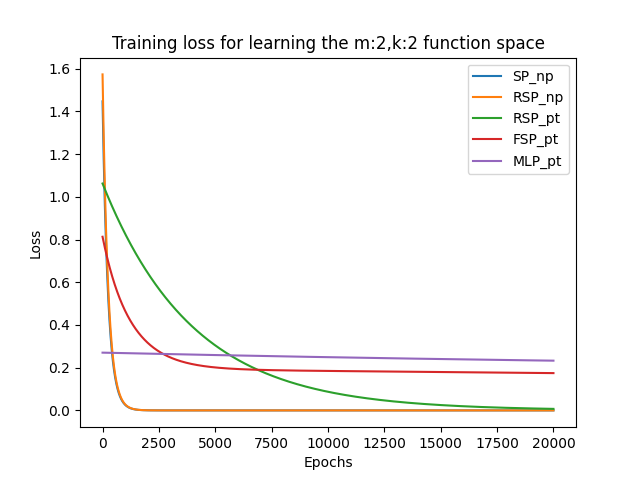 Training loss for learning the m:2,k:2 function space
1.6
1.4
1.2
1.0
0.8
0.6
0.4
0.2
0.0
Loss
SP_np
RSP_np
RSP_pt
FSP_pt
MLP_pt
0 2500 5000 7500 10000 12500 15000 17500 20000
Epochs